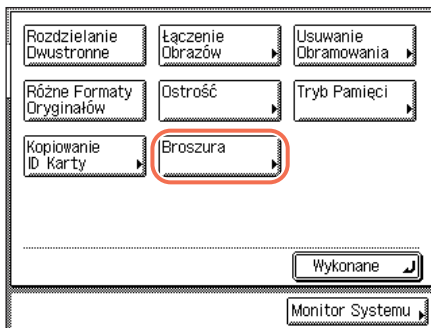 Rozdzielanie
Dwustronne
Łączenie
Obrazów
Usuwanie
Obramowania
Różne Formaty
Oryginałów
Ostrość
Tryb Pamięci
Kopiowanie
ID Karty
Broszura
Wykonane
Monitor Systemu